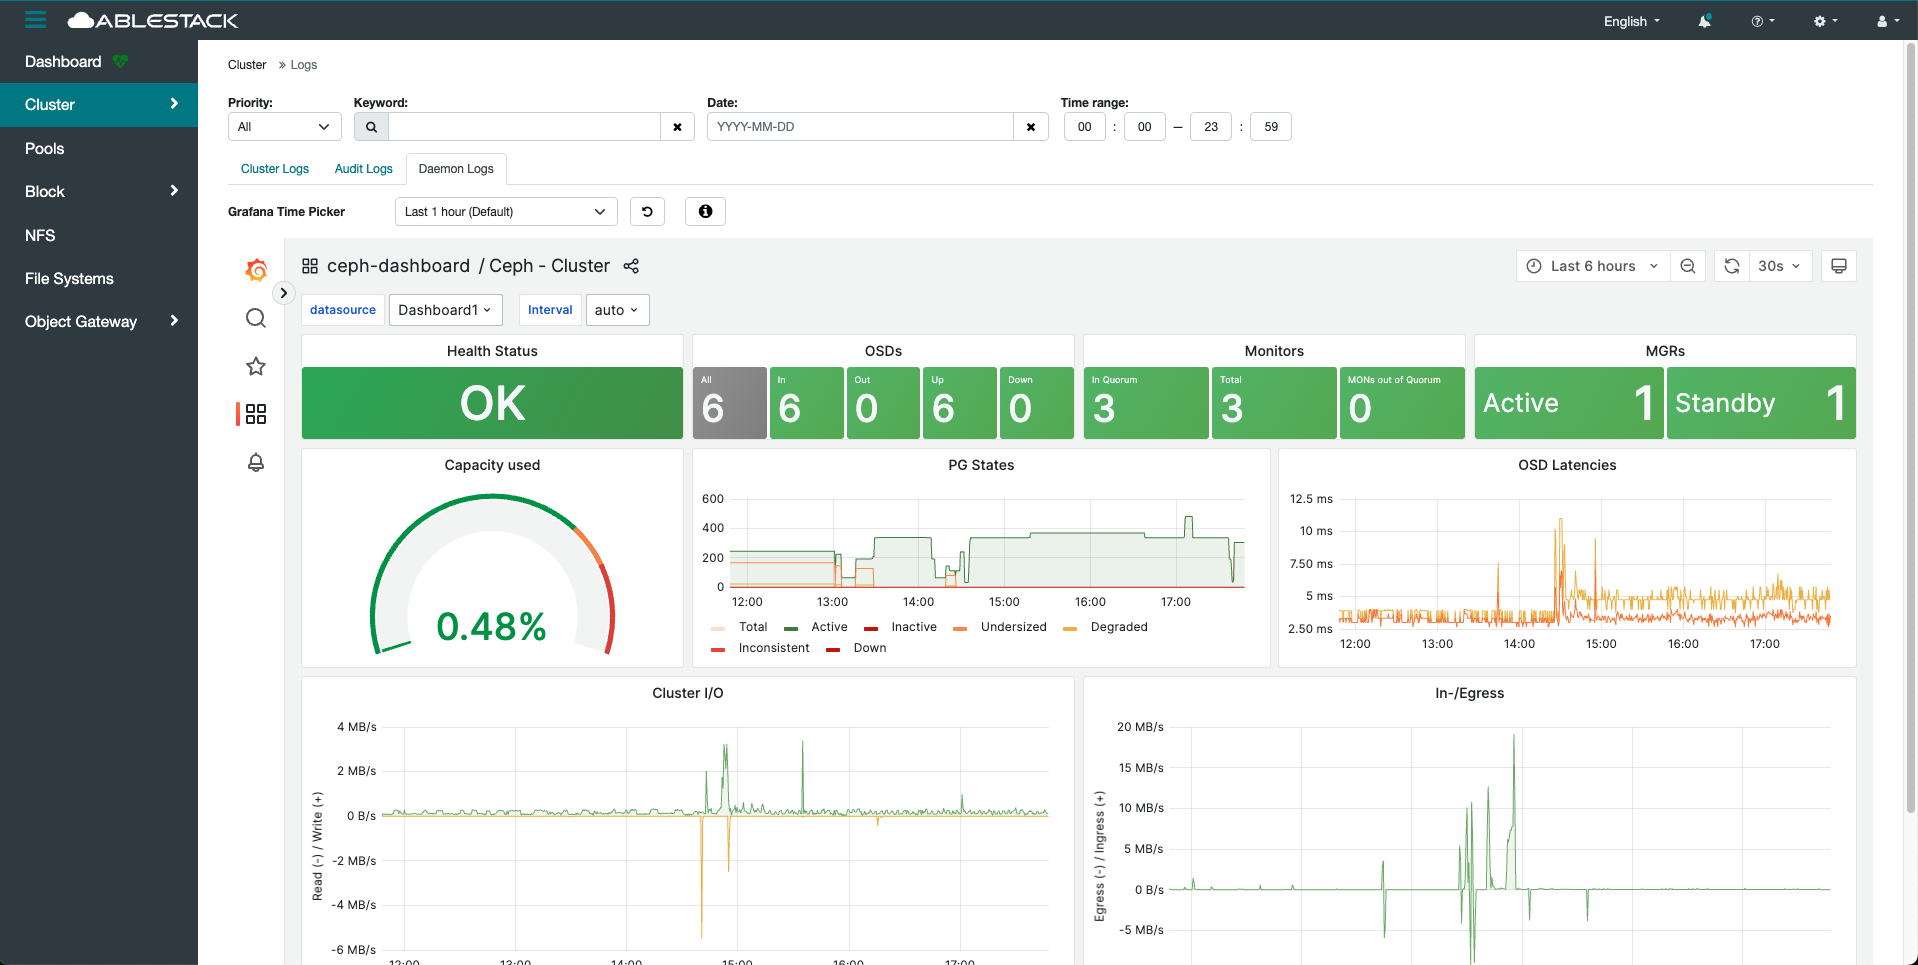 ABLESTACK
English
Dashboard
Cluster
Pools
Block
NFS
File Systems
Object Gateway
Cluster » Logs
Priority: Keyword: Date: Time range:
All YYYY-MM-DD 00 : 00 — 23 : 59
Cluster Logs Audit Logs Daemon Logs
Grafana Time Picker Last 1 hour (Default)
ceph-dashboard / Ceph - Cluster Last 6 hours 30s
datasource Dashboard1 Interval auto
Health Status
OK
OSDs
All In Out Up Down
6 6 0 6 0
Monitors
In Quorum Total MONs out of Quorum
3 3 0
MGRs
Active 1 Standby 1
Capacity used
0.48%
PG States
600
400
200
0
12:00 13:00 14:00 15:00 16:00 17:00
Total Active Inactive Undersized Degraded
Inconsistent Down
OSD Latencies
12.5 ms
10 ms
7.50 ms
5 ms
2.50 ms
12:00 13:00 14:00 15:00 16:00 17:00
Cluster I/O
Read (-) / Write (+)
4 MB/s
2 MB/s
0 B/s
-2 MB/s
-4 MB/s
-6 MB/s
12:00 13:00 14:00 15:00 16:00 17:00
In-/Egress
Egress (-) / Ingress (+)
20 MB/s
15 MB/s
10 MB/s
5 MB/s
0 B/s
-5 MB/s